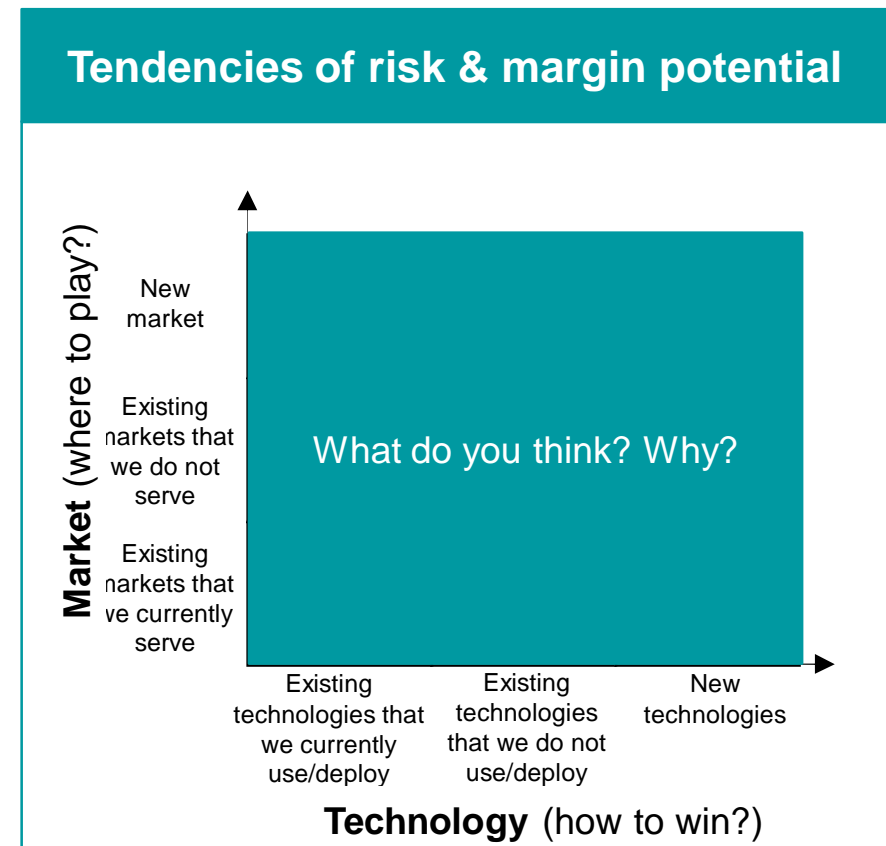 Tendencies of risk & margin potential
Market (where to play?)
New
market
Existing
markets that
we do not
serve
Existing
markets that
we currently
serve
What do you think? Why?
Existing
technologies that
we currently
use/deploy
Existing
technologies
that we do not
use/deploy
New
technologies
Technology (how to win?)